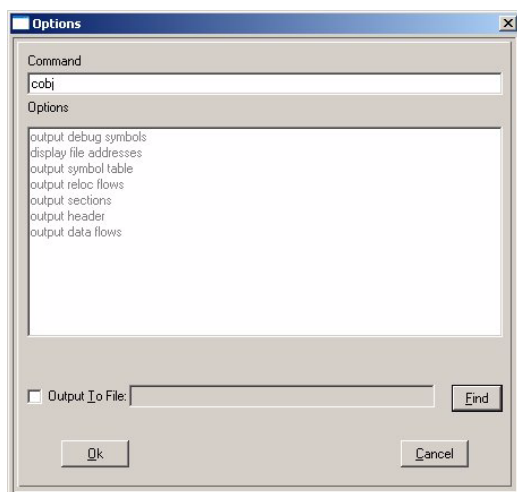 Options
Command
cobj
Options
output debug symbols
display file addresses
output symbol table
output reloc flows
output sections
output header
output data flows
Output To File:
Find
Ok
Cancel